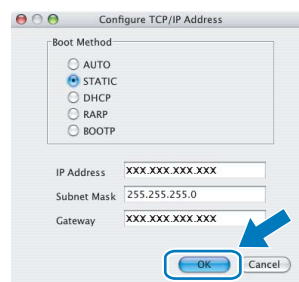 Configure TCP/IP Address
Boot Method
AUTO
STATIC
DHCP
RARP
BOOTP
IP Address XXX.XXX.XXX.XXX
Subnet Mask 255.255.255.0
Gateway XXX.XXX.XXX.XXX
OK Cancel